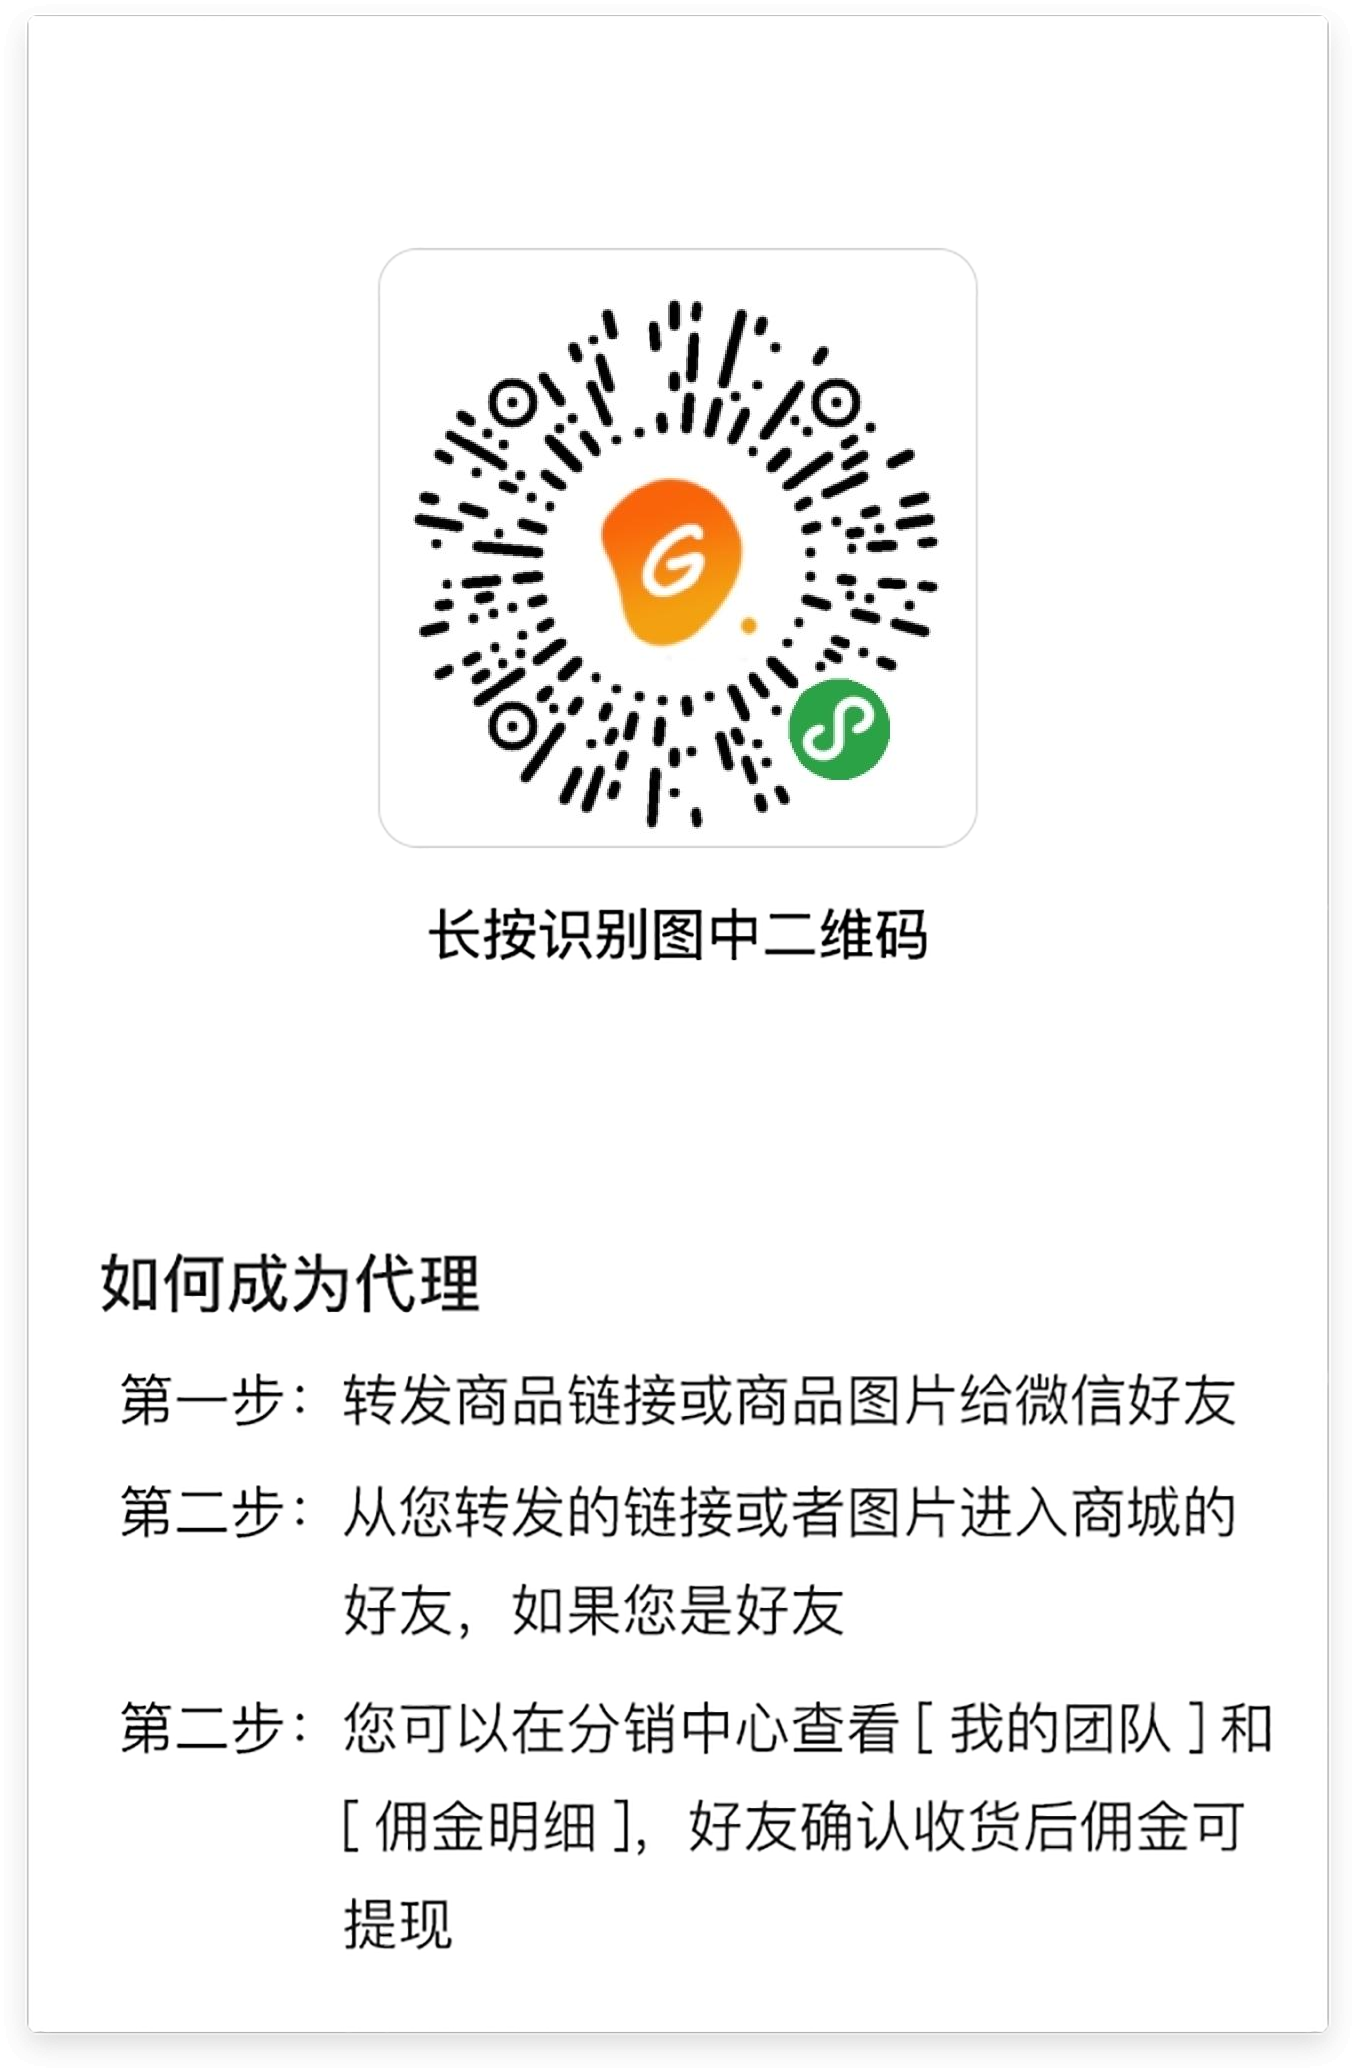 G
长按识别图中二维码
如何成为代理
第一步：转发商品链接或商品图片给微信好友
第二步：从您转发的链接或者图片进入商城的
好友，如果您是好友
第二步：您可以在分销中心查看[ 我的团队 ]和
[ 佣金明细 ]，好友确认收货后佣金可
提现